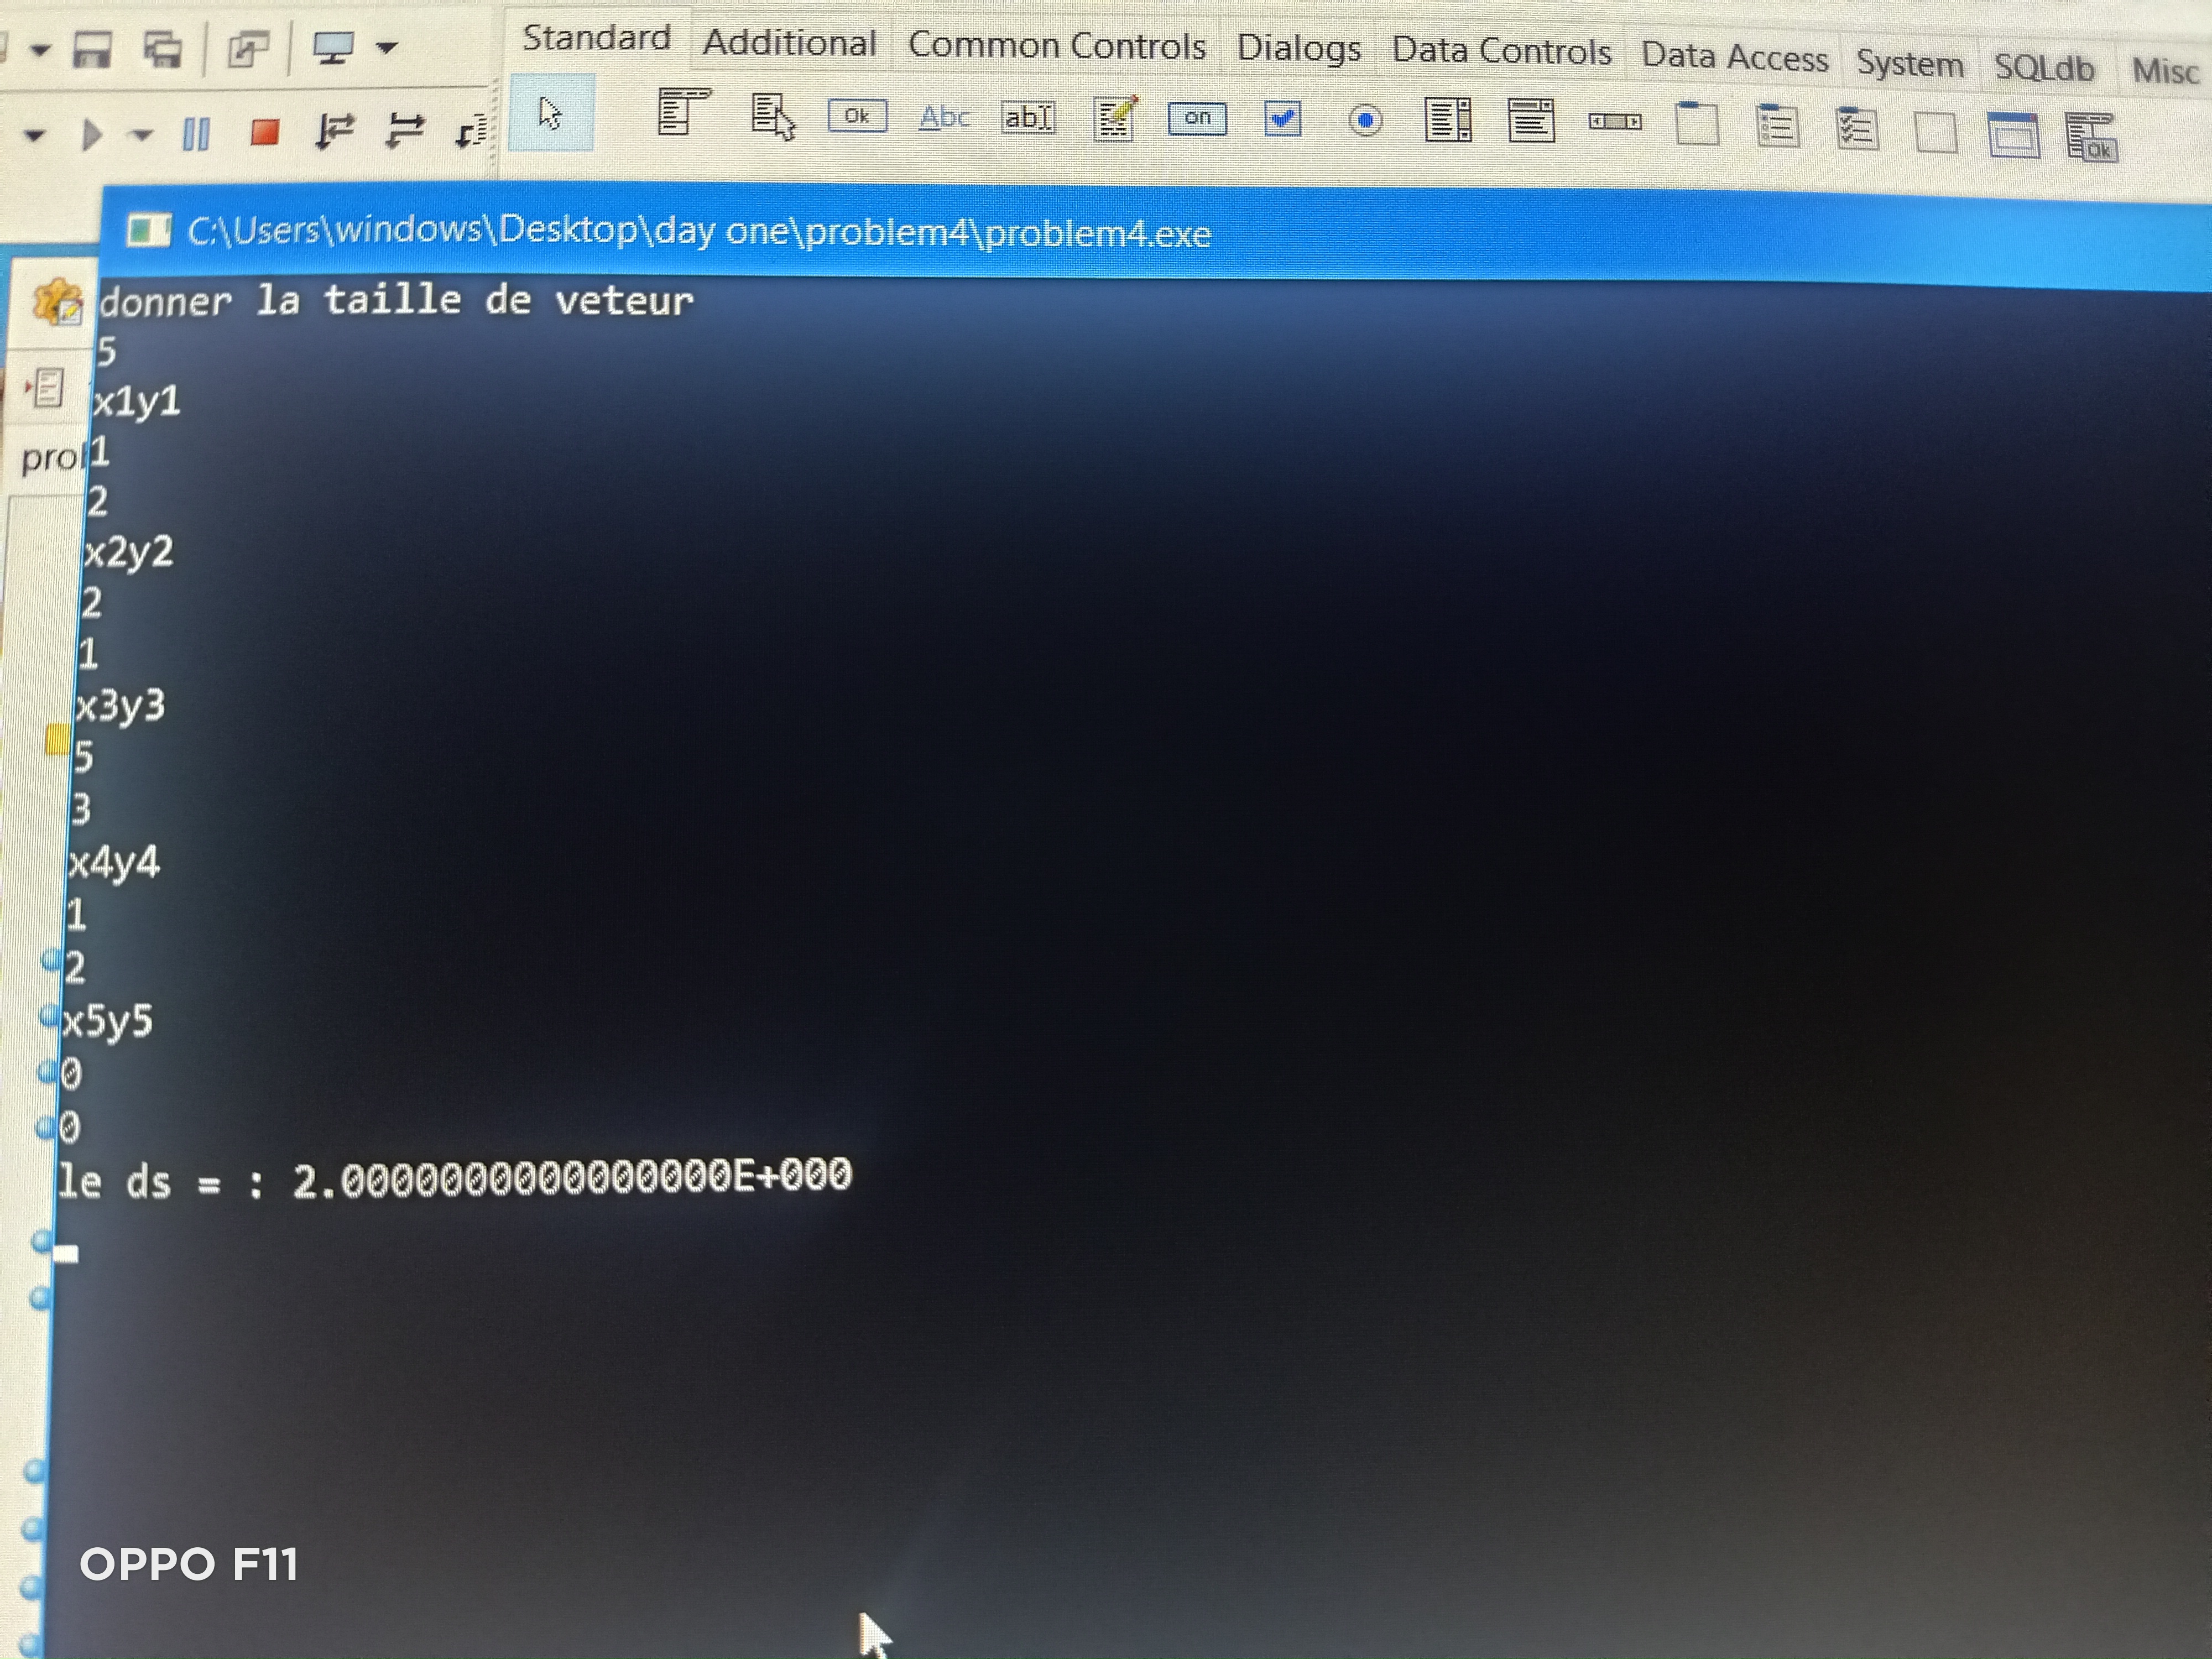 Standard Additional Common Controls Dialogs Data Controls Data Access System SQLdb Misc
Ok Abc abI on Ok
C:\Users\windows\Desktop\day one\problem4\problem4.exe
donner la taille de veteur
5
x1y1
1
2
x2y2
2
1
x3y3
5
3
x4y4
1
2
x5y5
0
0
le ds = : 2.0000000000000000E+000
OPPO F11